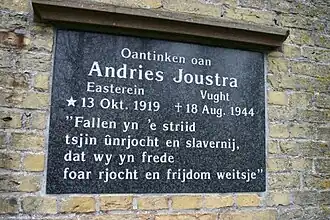 Oantinken oan
Andries Joustra
Easterein Vught
★ 13 Okt. 1919 † 18 Aug. 1944
"Fallen yn 'e striid
tsjin ûnrjocht en slavernij,
dat wy yn frede
foar rjocht en frijdom weitsje"